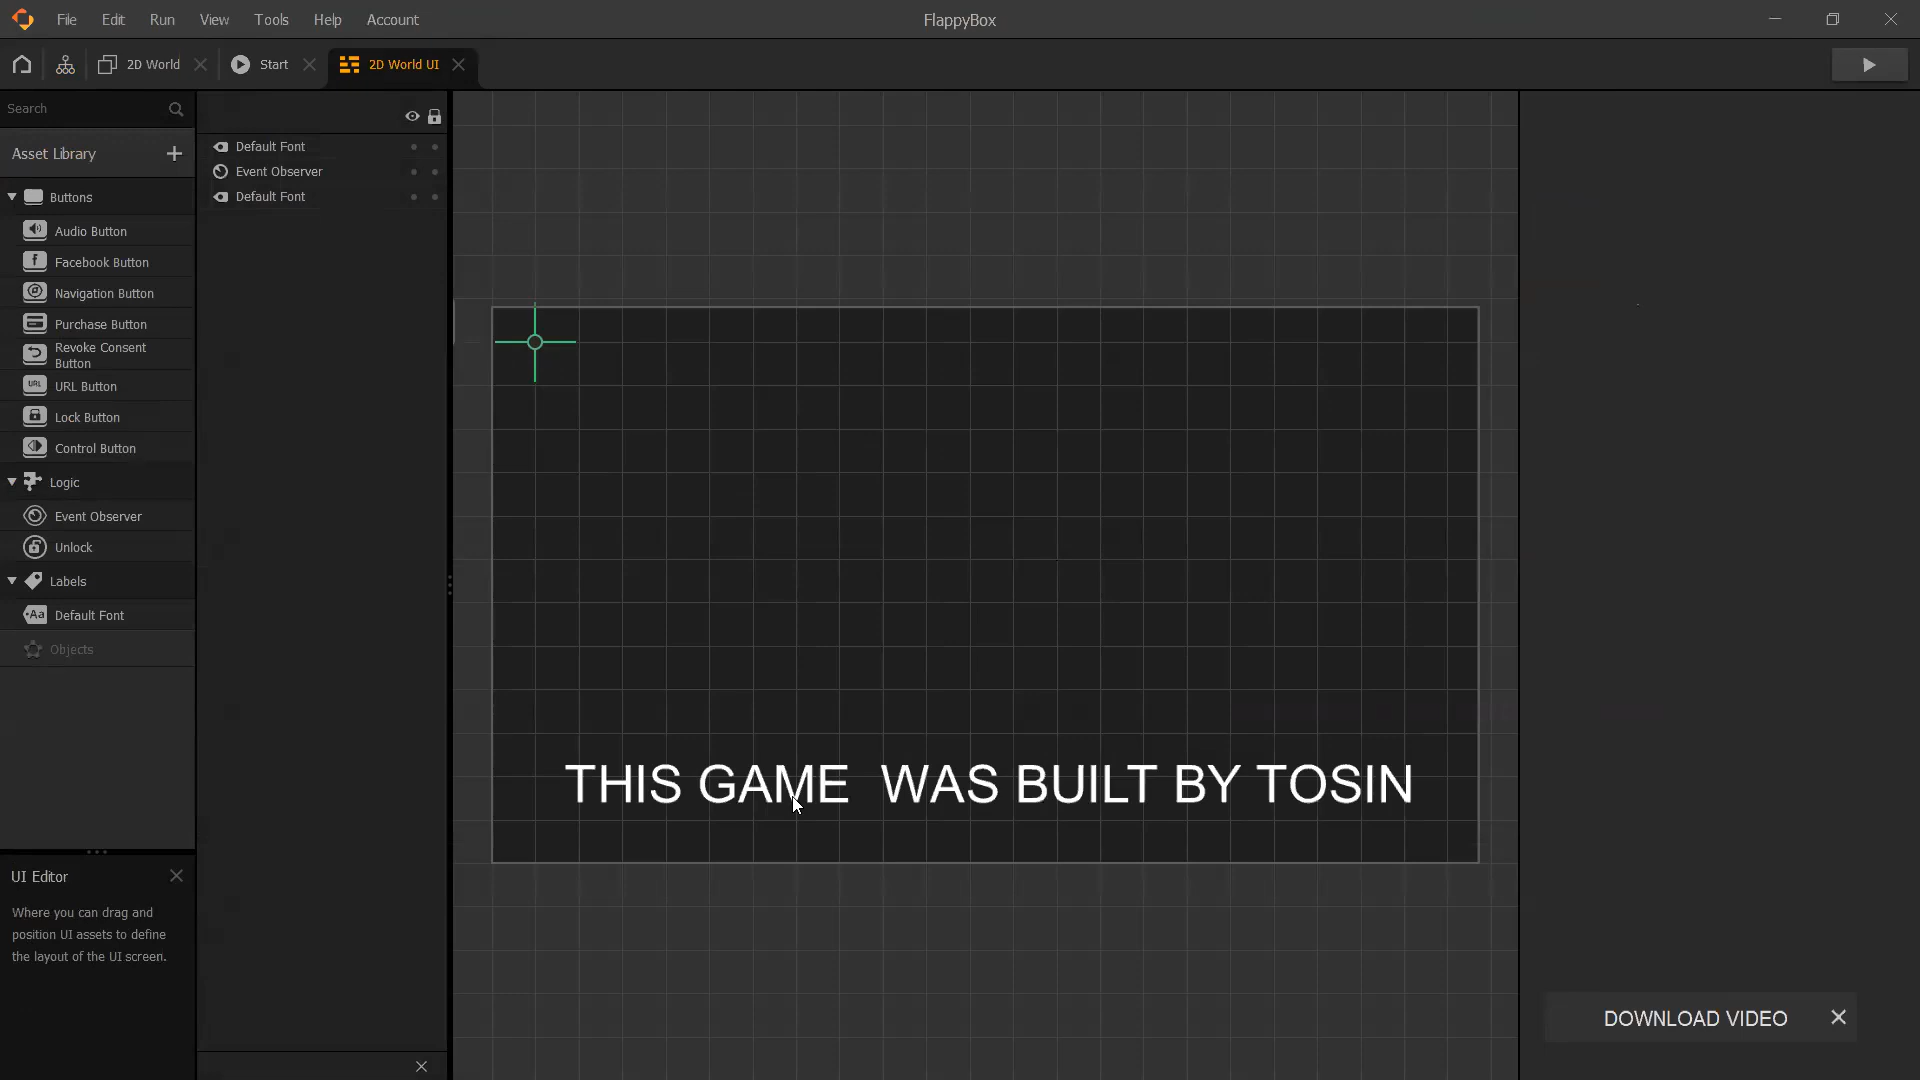 File Edit Run View Tools Help Account
FlappyBox
2D World
Start
2D World UI
Search
Asset Library
Buttons
Audio Button
Facebook Button
Navigation Button
Purchase Button
Revoke Consent
Button
URL Button
Lock Button
Control Button
Logic
Event Observer
Unlock
Labels
Default Font
Objects
Default Font
Event Observer
Default Font
THIS GAME  WAS BUILT BY TOSIN
UI Editor
Where you can drag and
position UI assets to define
the layout of the UI screen.
DOWNLOAD VIDEO